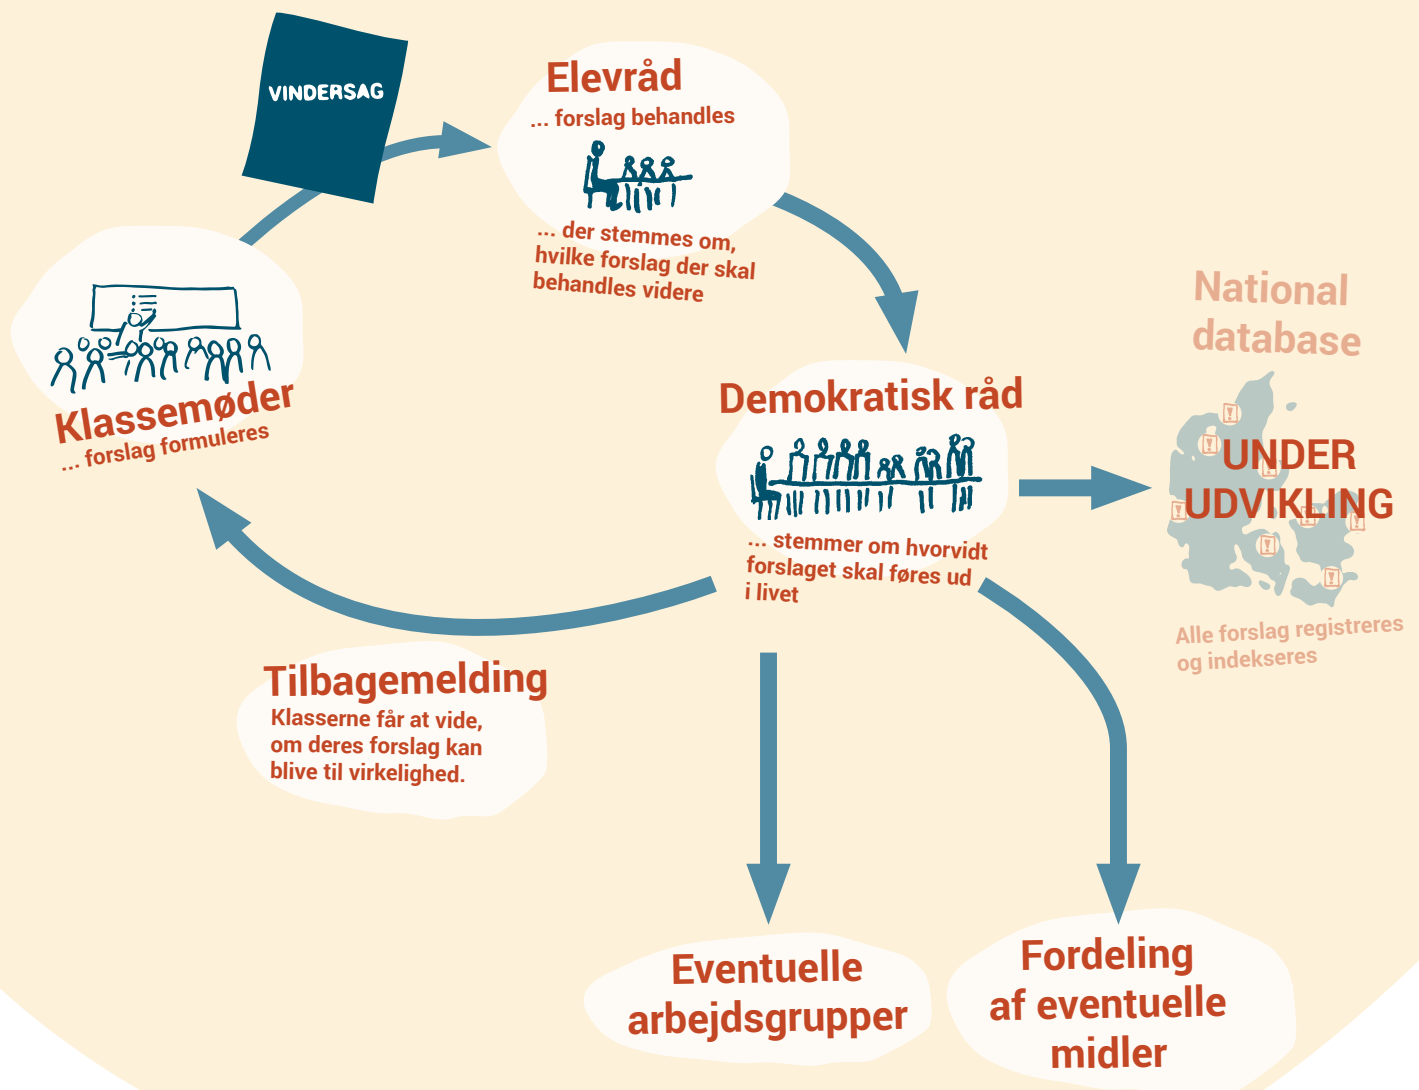 VINDERSAG
Elevråd
... forslag behandles
... der stemmes om,
hvilke forslag der skal
behandles videre
Klassemøder
... forslag formuleres
Demokratisk råd
... stemmer om hvorvidt
forslaget skal føres ud
i livet
National
database
UNDER
UDVIKLING
Alle forslag registreres
og indekseres
Tilbagemelding
Klasserne får at vide,
om deres forslag kan
blive til virkelighed.
Eventuelle
arbejdsgrupper
Fordeling
af eventuelle
midler